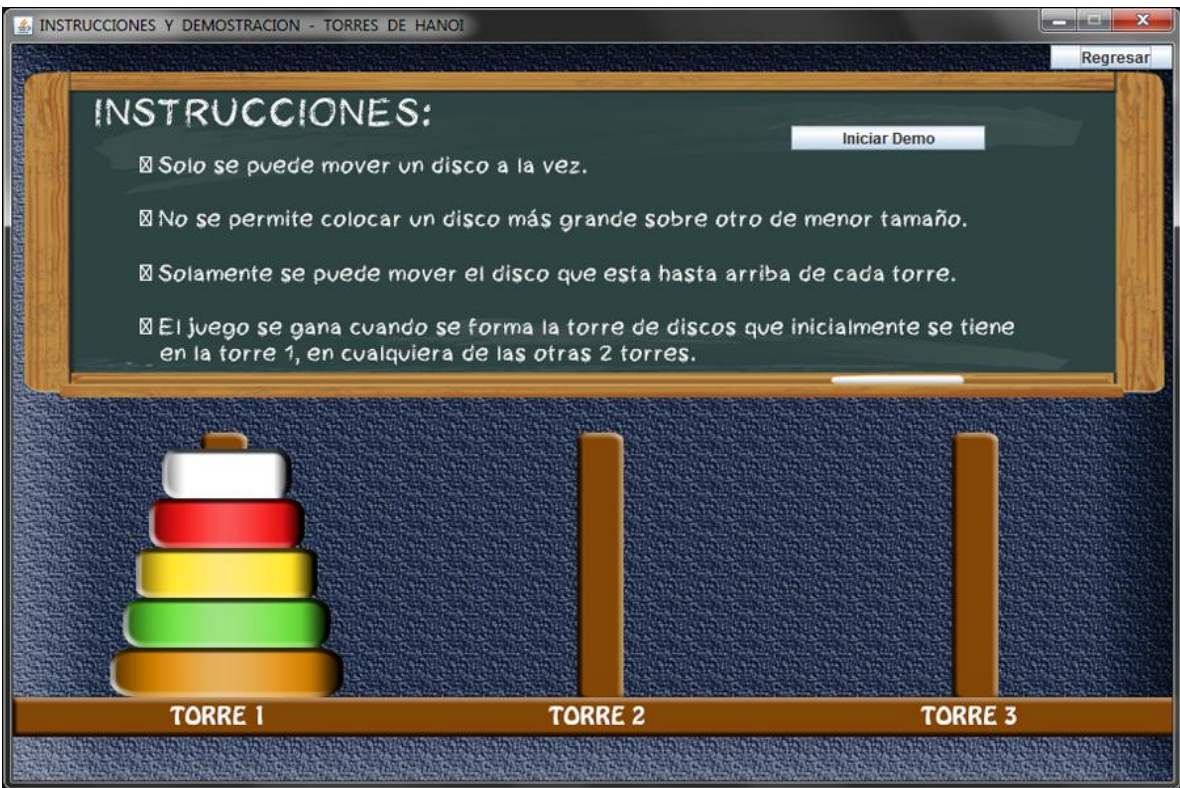 INSTRUCCIONES Y DEMOSTRACION - TORRES DE HANOI
Regresar
INSTRUCCIONES:
Iniciar Demo
Solo se puede mover un disco a la vez.
No se permite colocar un disco más grande sobre otro de menor tamaño.
Solamente se puede mover el disco que esta hasta arriba de cada torre.
El juego se gana cuando se forma la torre de discos que inicialmente se tiene
en la torre 1, en cualquiera de las otras 2 torres.
TORRE 1
TORRE 2
TORRE 3